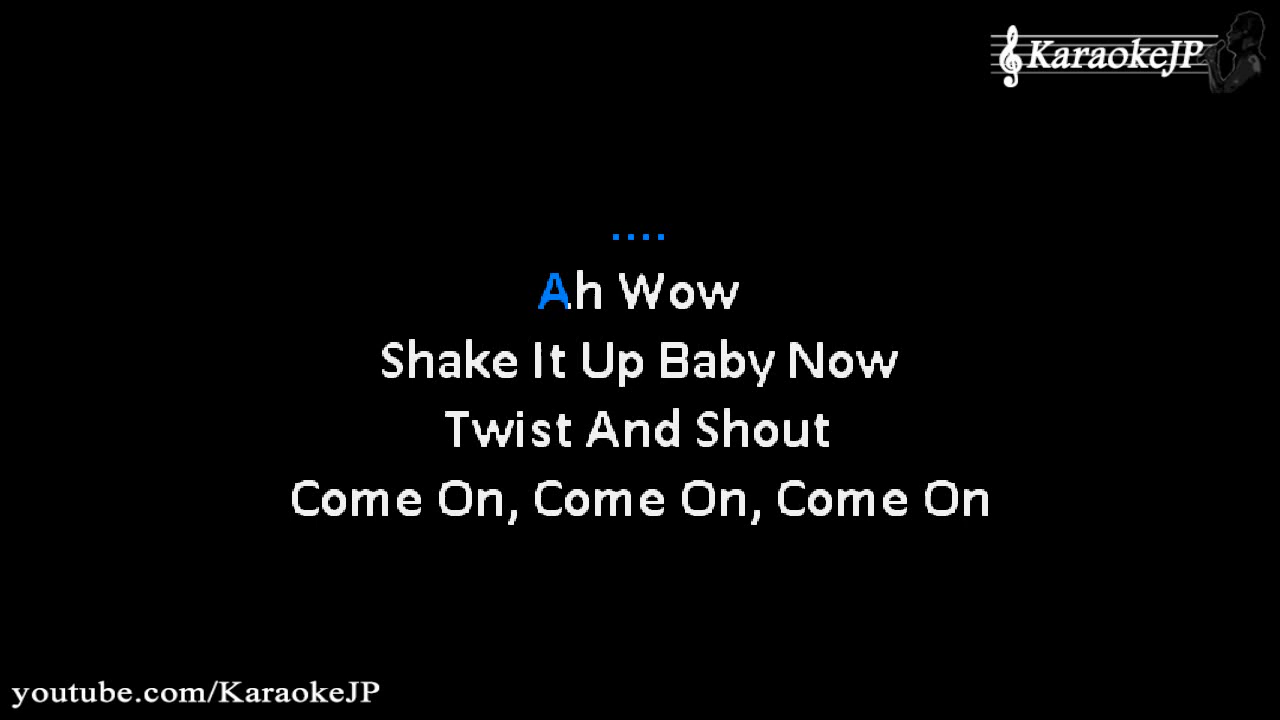 KaraokeJP
....
Ah Wow
Shake It Up Baby Now
Twist And Shout
Come On, Come On, Come On
youtube.com/KaraokeJP